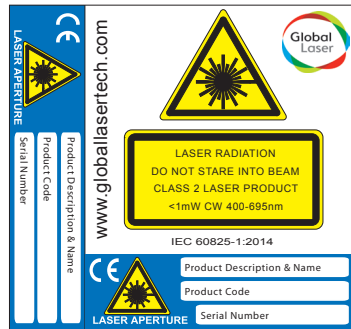 LASER APERTURE
CE
Product Description & Name
Product Code
Serial Number
www.globallasertech.com
Global
Laser
LASER RADIATION
DO NOT STARE INTO BEAM
CLASS 2 LASER PRODUCT
<1mW CW 400-695nm
IEC 60825-1:2014
CE
LASER APERTURE
Product Description & Name
Product Code
Serial Number